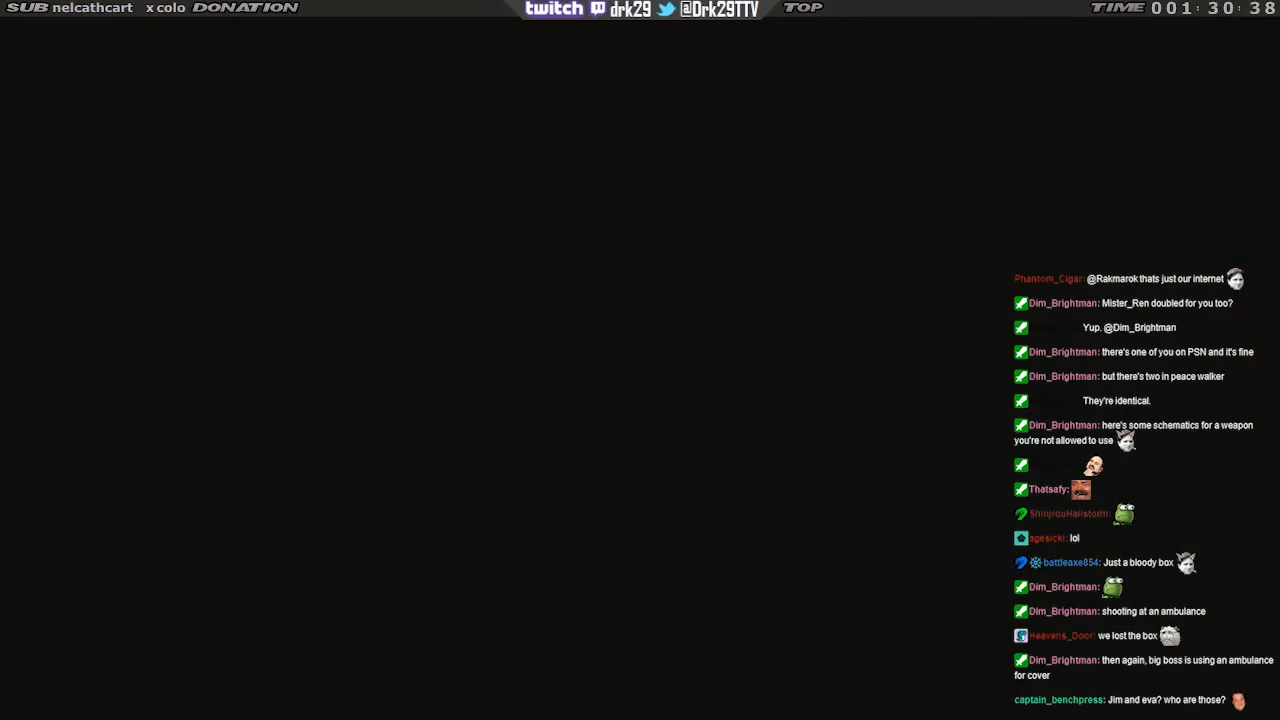 SUB nelcathcart x colo DONATION twitch drk29 @Drk29TTV TOP TIME 001:30:38
Phantom_Cigar: @Rakmarok thats just our internet
Dim_Brightman: Mister_Ren doubled for you too?
Yup. @Dim_Brightman
Dim_Brightman: there's one of you on PSN and it's fine
Dim_Brightman: but there's two in peace walker
They're identical.
Dim_Brightman: here's some schematics for a weapon
you're not allowed to use
Thatsafy:
ShinjrouHailstorm:
agesicki: lol
battleaxe854: Just a bloody box
Dim_Brightman:
Dim_Brightman: shooting at an ambulance
Heavens_Door: we lost the box
Dim_Brightman: then again, big boss is using an ambulance
for cover
captain_benchpress: Jim and eva? who are those?